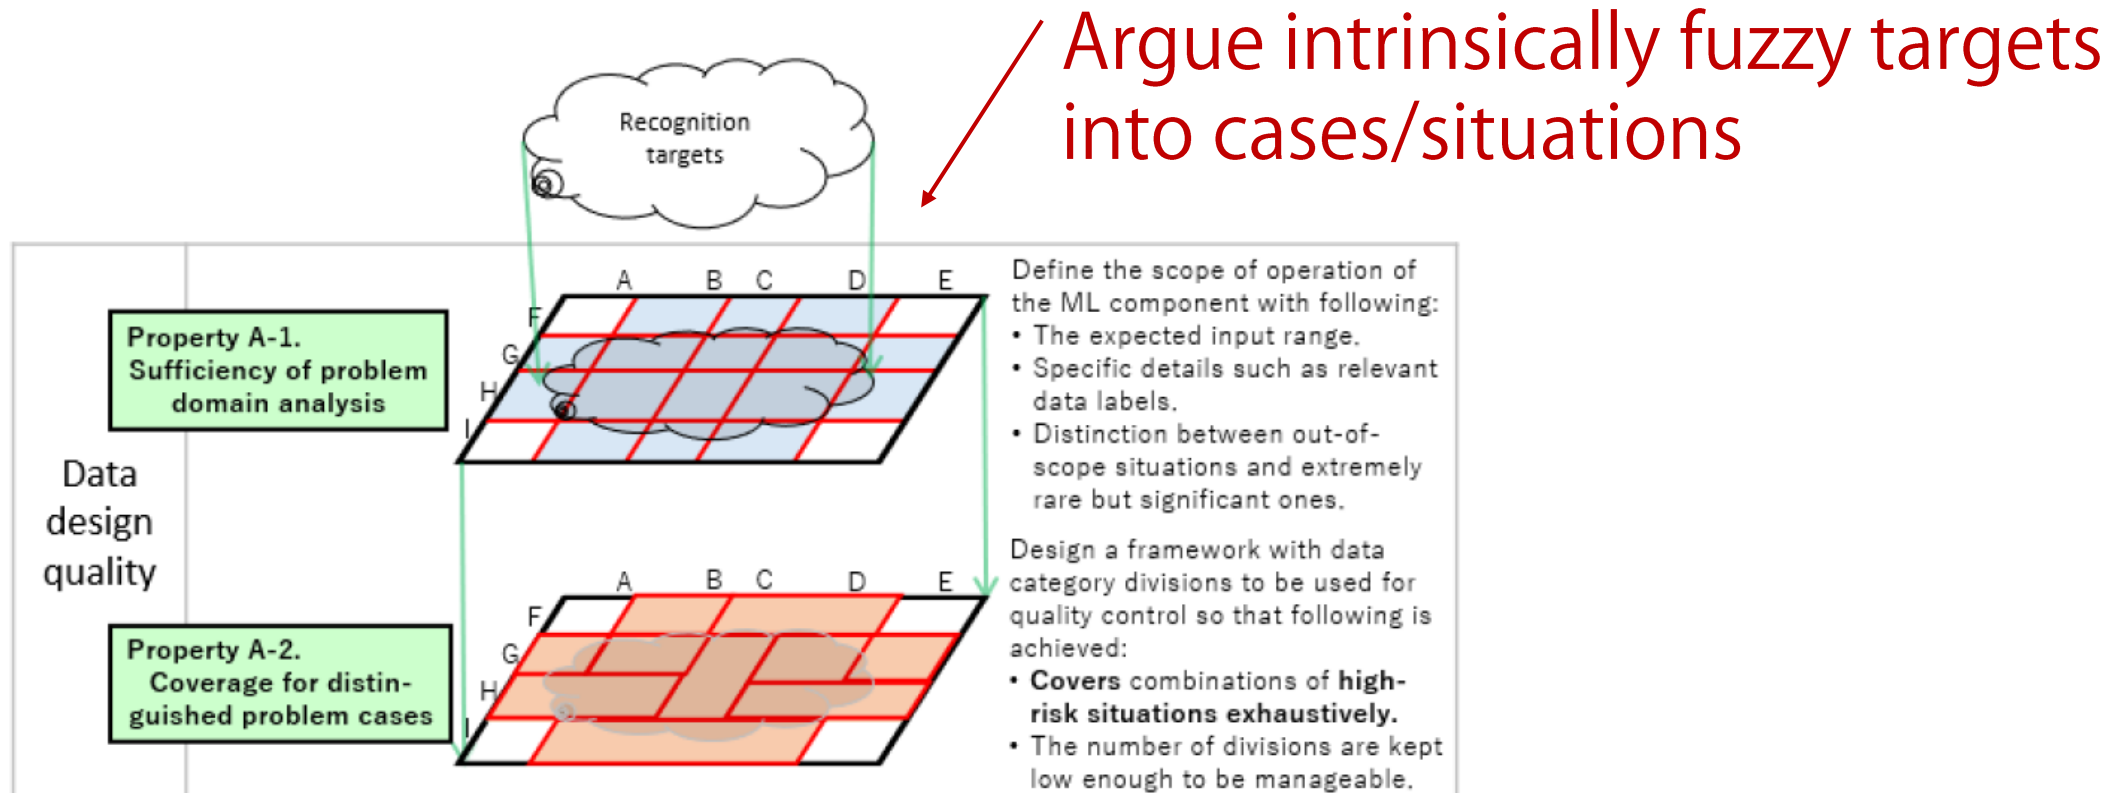 Argue intrinsically fuzzy targets
into cases/situations
Recognition
targets
Data
design
quality
Property A-1.
Sufficiency of problem
domain analysis
A B C D E
F
G
H
I
Define the scope of operation of
the ML component with following:
• The expected input range.
• Specific details such as relevant
data labels.
• Distinction between out-of-
scope situations and extremely
rare but significant ones.
Property A-2.
Coverage for distin-
guished problem cases
A B C D E
F
G
H
I
Design a framework with data
category divisions to be used for
quality control so that following is
achieved:
• Covers combinations of high-
risk situations exhaustively.
• The number of divisions are kept
low enough to be manageable.